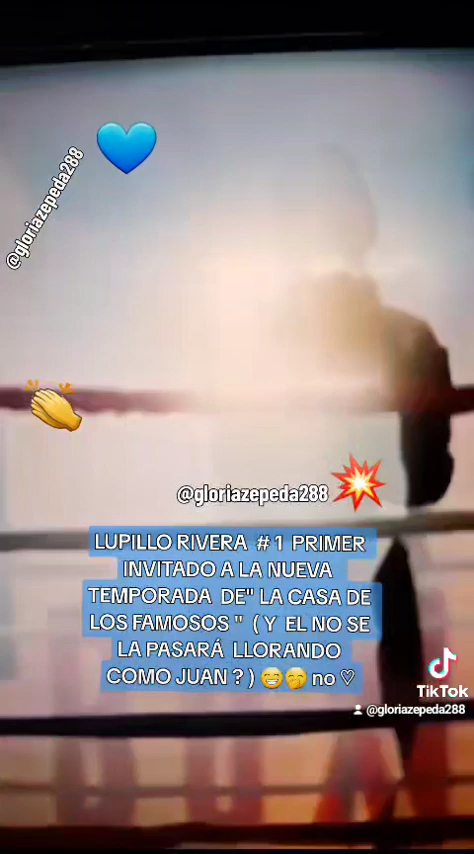 @gloriazepeda288
@gloriazepeda288
LUPILLO RIVERA # 1 PRIMER
INVITADO A LA NUEVA
TEMPORADA DE" LA CASA DE
LOS FAMOSOS " ( Y EL NO SE
LA PASARÁ LLORANDO
COMO JUAN ? ) 😁🤭 no ♡
TikTok
@gloriazepeda288